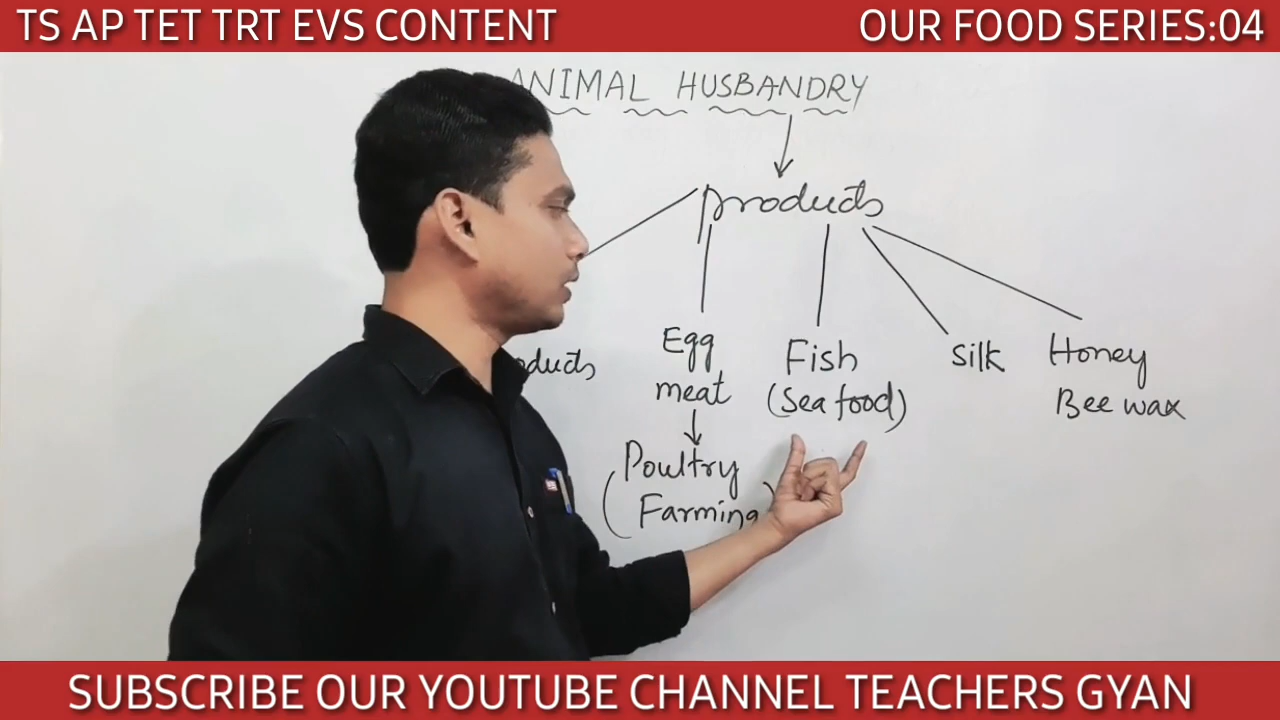 TS AP TET TRT EVS CONTENT
OUR FOOD SERIES:04
ANIMAL HUSBANDRY
products
Egg
meat
Fish
(Sea food)
Silk
Honey
Bee wax
Poultry
(Farming)
SUBSCRIBE OUR YOUTUBE CHANNEL TEACHERS GYAN